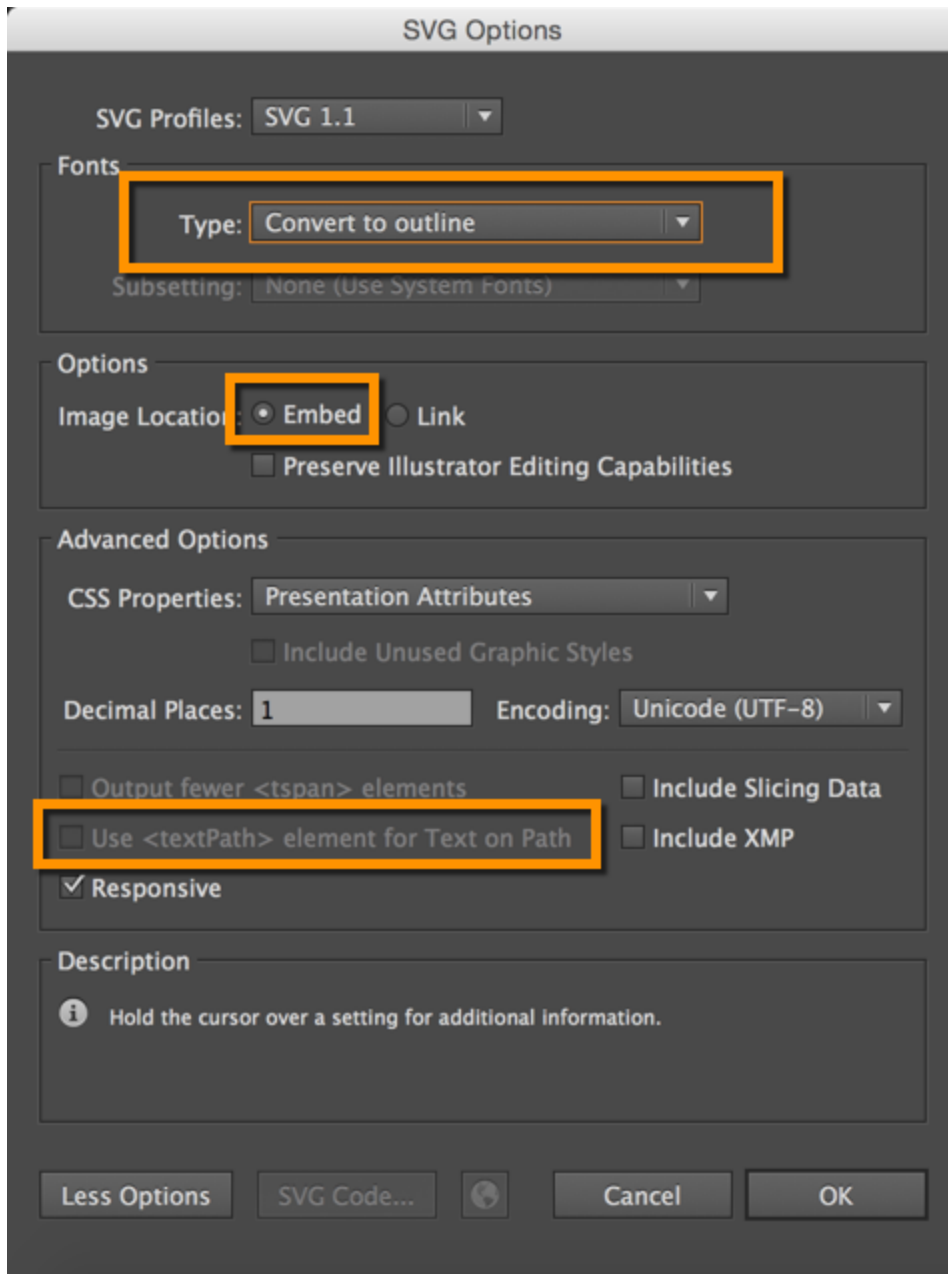 SVG Options
SVG Profiles: SVG 1.1
Fonts
Type: Convert to outline
Subsetting: None (Use System Fonts)
Options
Image Location: Embed Link
Preserve Illustrator Editing Capabilities
Advanced Options
CSS Properties: Presentation Attributes
Include Unused Graphic Styles
Decimal Places: 1 Encoding: Unicode (UTF-8)
Output fewer <tspan> elements Include Slicing Data
Use <textPath> element for Text on Path Include XMP
Responsive
Description
Hold the cursor over a setting for additional information.
Less Options SVG Code... Cancel OK